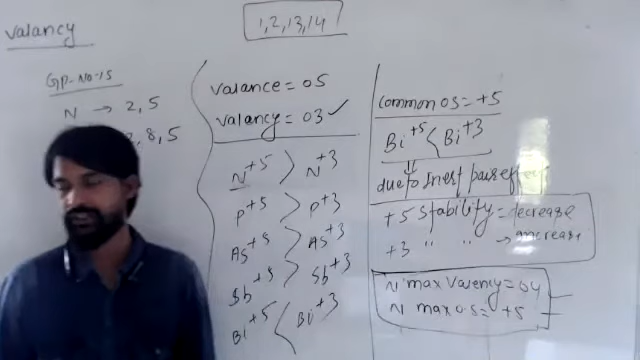 valancy
1,2,13,14
GP-No-15
N → 2, 5
, 8, 5
valance = 05
valancy = 03 ✓
N+5 > N+3
P+5 > P+3
As+5 > As+3
Sb+5 > Sb+3
Bi+5 < Bi+3
common os = +5
Bi+5 < Bi+3
due to Inert pair effect
+5 stability = decrease
+3 " " → increase
N max valency = 04
N max os = +5